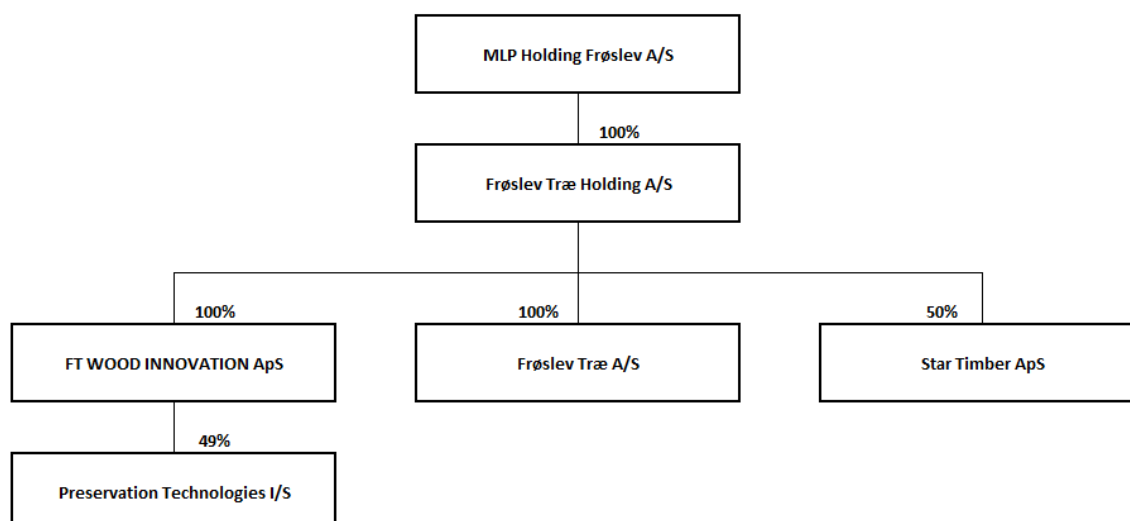 MLP Holding Frøslev A/S
100%
Frøslev Træ Holding A/S
100%
100%
50%
FT WOOD INNOVATION ApS
Frøslev Træ A/S
Star Timber ApS
49%
Preservation Technologies I/S